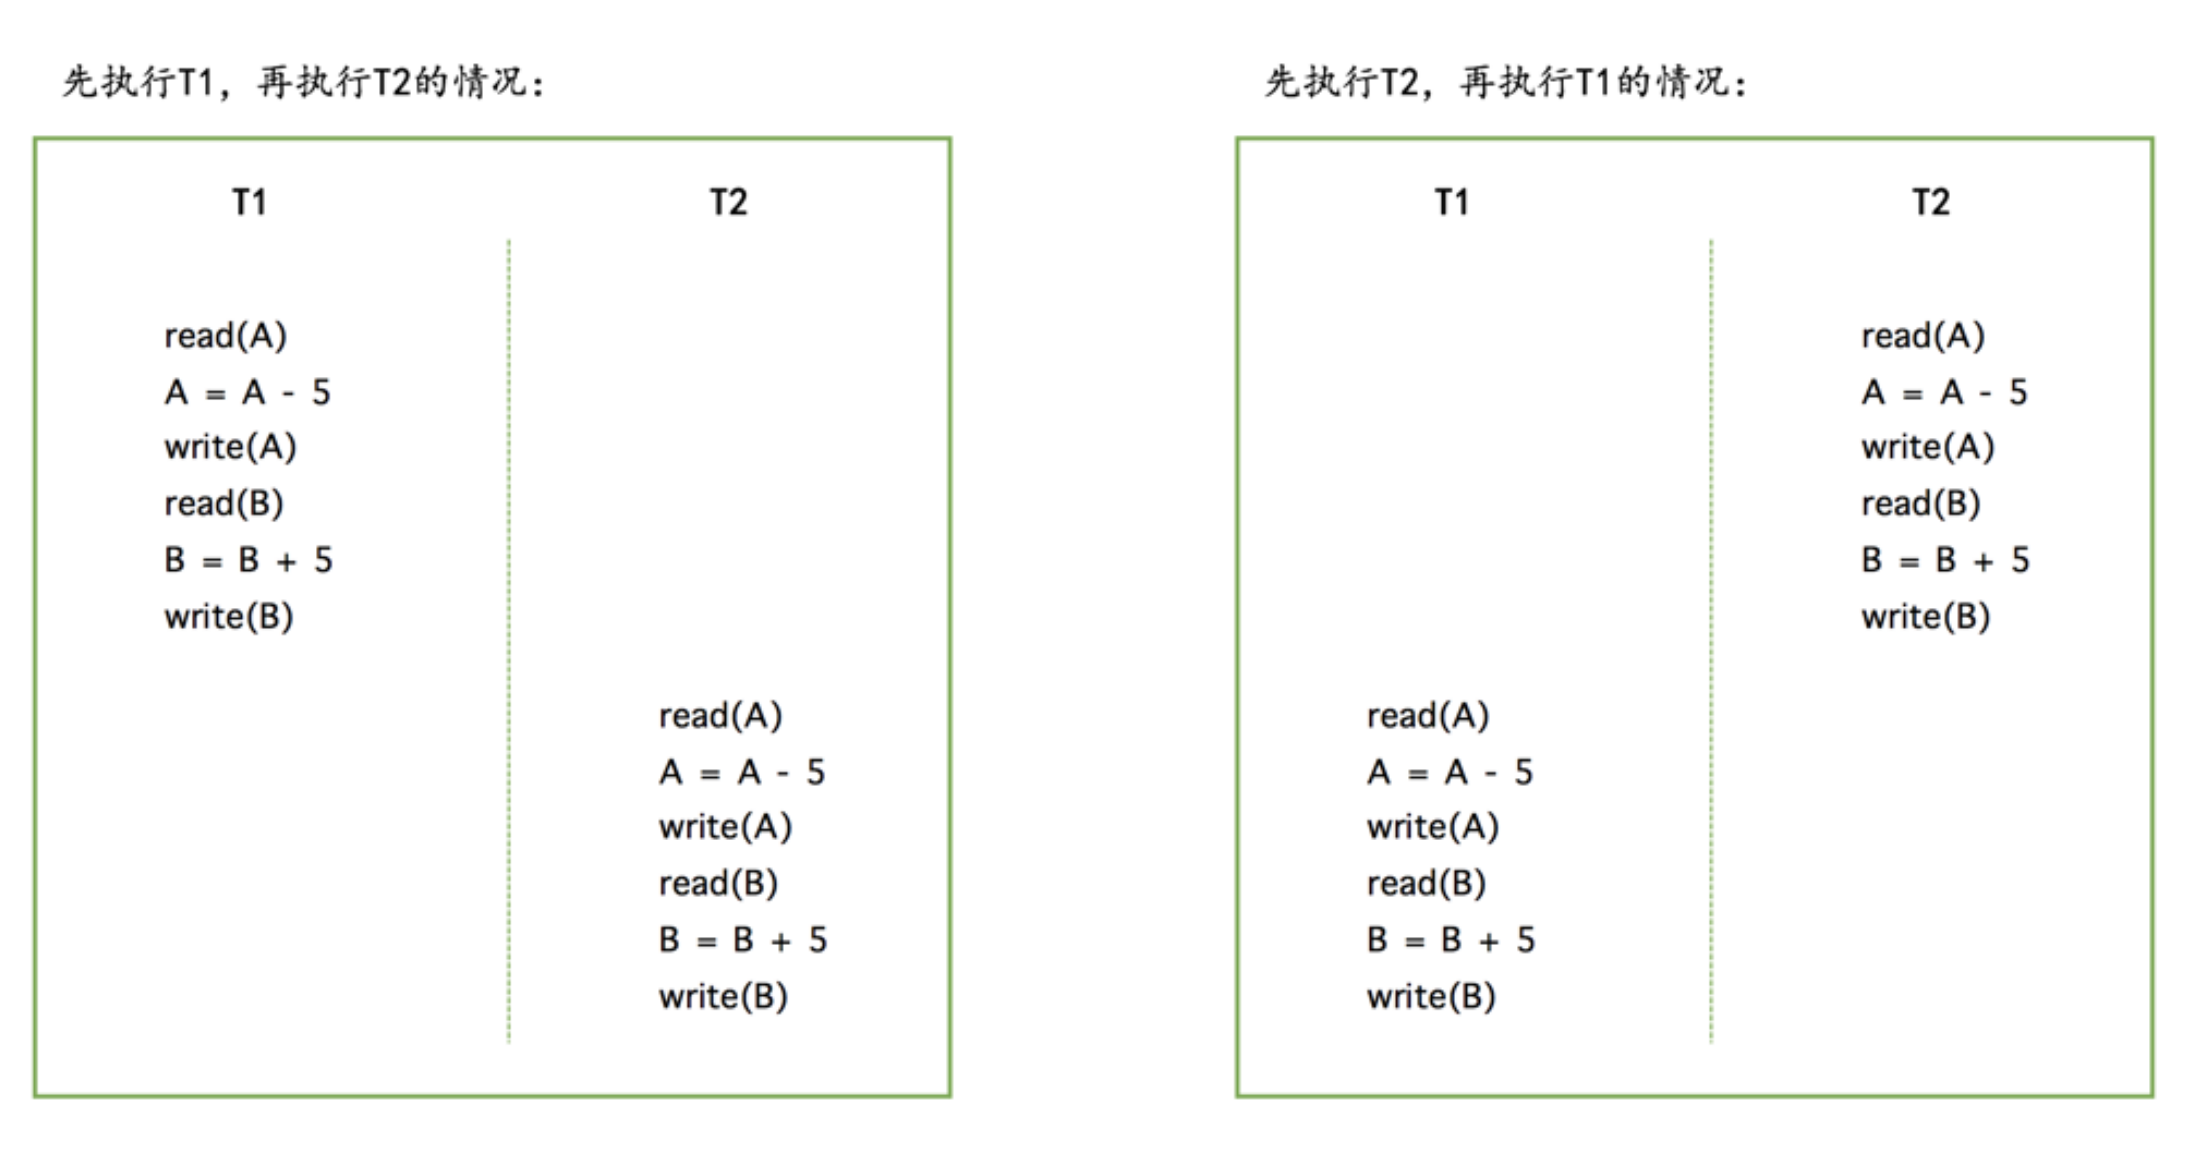 先执行T1，再执行T2的情况：
T1
T2
read(A)
A = A - 5
write(A)
read(B)
B = B + 5
write(B)
read(A)
A = A - 5
write(A)
read(B)
B = B + 5
write(B)
先执行T2，再执行T1的情况：
T1
T2
read(A)
A = A - 5
write(A)
read(B)
B = B + 5
write(B)
read(A)
A = A - 5
write(A)
read(B)
B = B + 5
write(B)